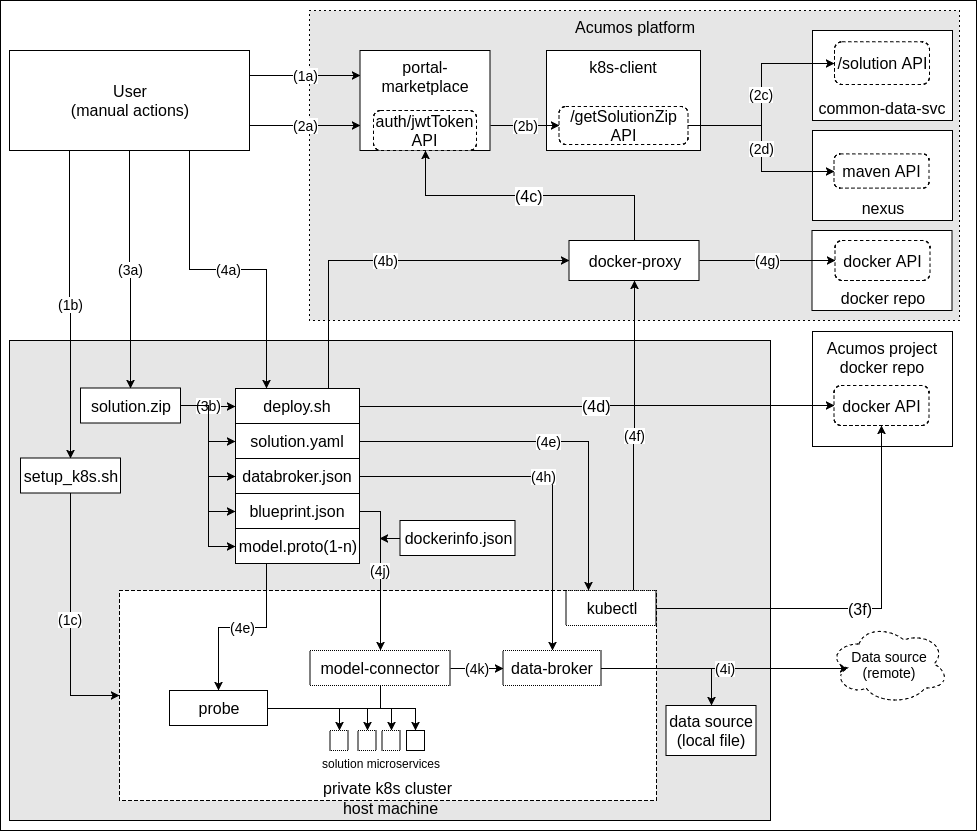 Acumos platform
User
(manual actions)
(1a)
(2a)
portal-
marketplace
auth/jwtToken
API
(2b)
k8s-client
/getSolutionZip
API
(2c)
(2d)
/solution API
common-data-svc
maven API
nexus
(4c)
(3a)
(4a)
(4b)
docker-proxy
(4g)
docker API
docker repo
(1b)
Acumos project
docker repo
docker API
solution.zip
(3b)
deploy.sh
(4d)
solution.yaml
(4e)
(4f)
setup_k8s.sh
databroker.json
(4h)
blueprint.json
dockerinfo.json
model.proto(1-n)
(4j)
kubectl
(3f)
(1c)
(4e)
model-connector
(4k)
data-broker
(4i)
Data source
(remote)
probe
data source
(local file)
solution microservices
private k8s cluster
host machine